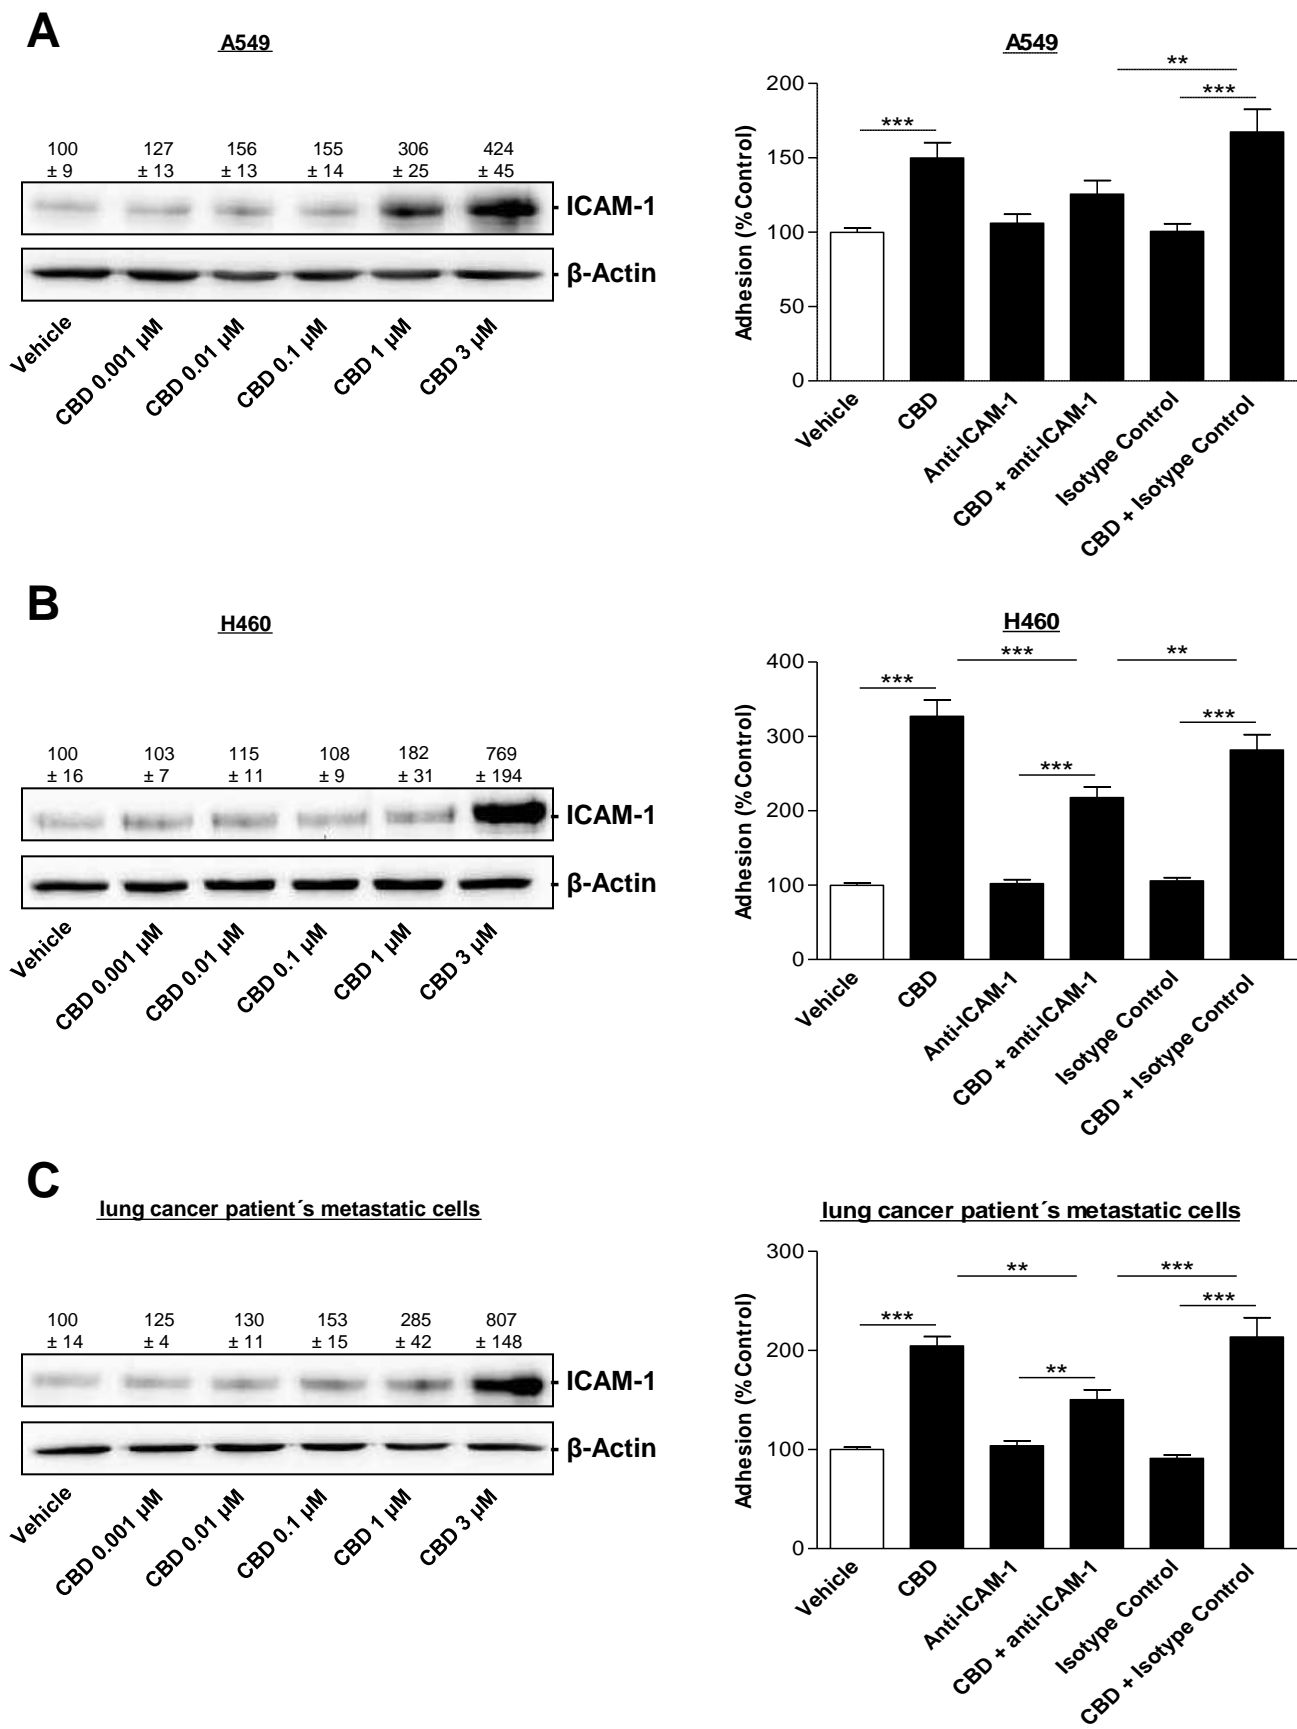 A
A549
100 127 156 155 306 424
± 9 ± 13 ± 13 ± 14 ± 25 ± 45
ICAM-1
β-Actin
Vehicle
CBD 0.001 µM
CBD 0.01 µM
CBD 0.1 µM
CBD 1 µM
CBD 3 µM
A549
**
***
***
Adhesion (%Control)
200
150
100
50
0
Vehicle
CBD
Anti-ICAM-1
CBD + anti-ICAM-1
Isotype Control
CBD + Isotype Control
B
H460
100 103 115 108 182 769
± 16 ± 7 ± 11 ± 9 ± 31 ± 194
ICAM-1
β-Actin
Vehicle
CBD 0.001 µM
CBD 0.01 µM
CBD 0.1 µM
CBD 1 µM
CBD 3 µM
H460
*** **
***
***
***
Adhesion (%Control)
400
300
200
100
0
Vehicle
CBD
Anti-ICAM-1
CBD + anti-ICAM-1
Isotype Control
CBD + Isotype Control
C
lung cancer patient´s metastatic cells
100 125 130 153 285 807
± 14 ± 4 ± 11 ± 15 ± 42 ± 148
ICAM-1
β-Actin
Vehicle
CBD 0.001 µM
CBD 0.01 µM
CBD 0.1 µM
CBD 1 µM
CBD 3 µM
lung cancer patient´s metastatic cells
** ***
***
***
**
Adhesion (%Control)
300
200
100
0
Vehicle
CBD
Anti-ICAM-1
CBD + anti-ICAM-1
Isotype Control
CBD + Isotype Control